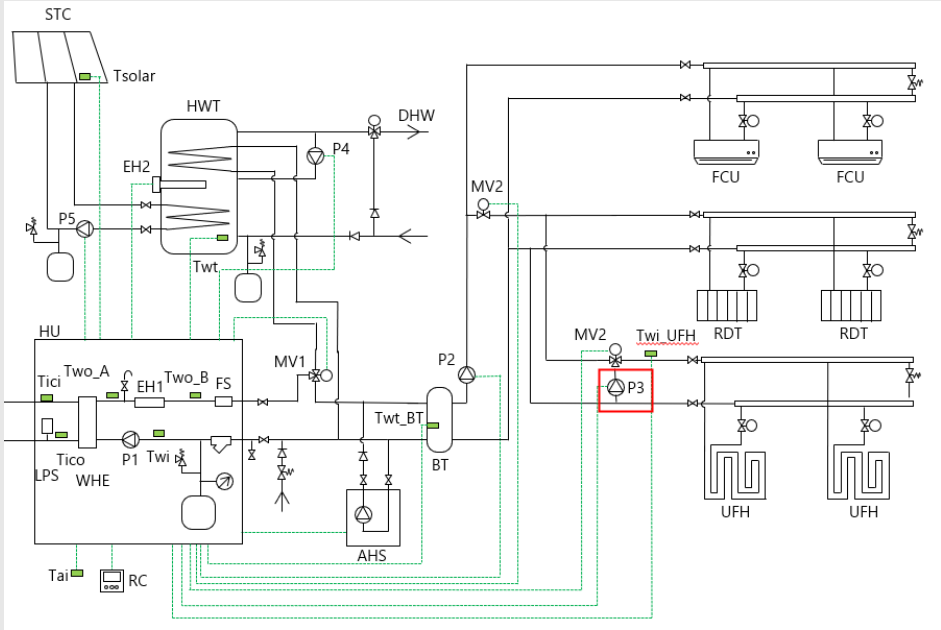 STC
Tsolar
HWT
DHW
P4
EH2
MV2
FCU
FCU
P5
Twt
RDT
RDT
HU
MV2
Twi_UFH
P2
MV1
Two_A
Tici
EH1
Two_B
FS
P3
Twt_BT
P1
Twi
BT
LPS
Tico
WHE
UFH
UFH
AHS
Tai
RC